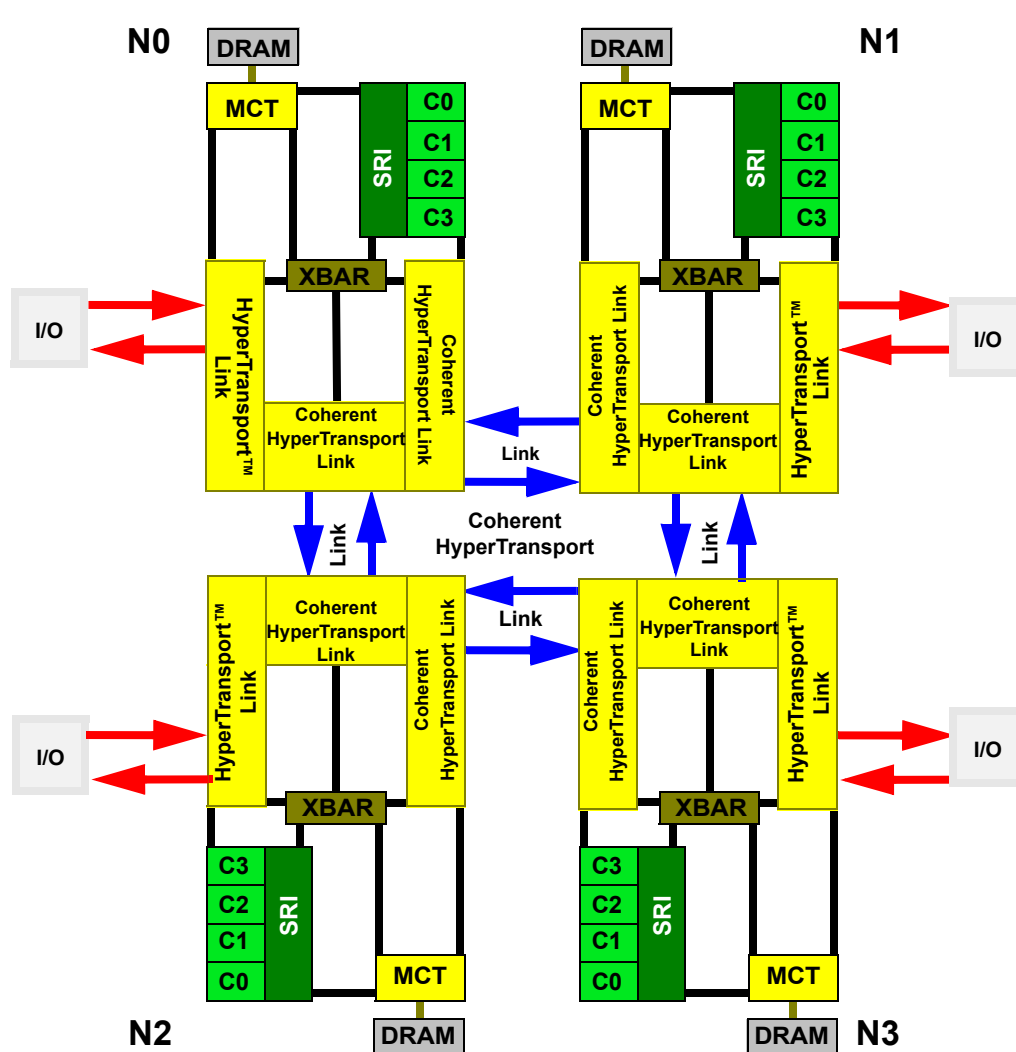 N0
DRAM
DRAM
N1
MCT
SRI
C0
C1
C2
C3
MCT
SRI
C0
C1
C2
C3
XBAR
XBAR
I/O
HyperTransport™
Link
Coherent
HyperTransport Link
Coherent
HyperTransport
Link
Coherent
HyperTransport Link
Coherent
HyperTransport
Link
HyperTransport™
Link
I/O
Link
Link
Coherent
HyperTransport
Link
Link
HyperTransport™
Link
Coherent
HyperTransport
Link
Coherent
HyperTransport Link
Coherent
HyperTransport Link
Coherent
HyperTransport
Link
HyperTransport™
Link
I/O
I/O
XBAR
XBAR
C3
C2
C1
C0
SRI
MCT
C3
C2
C1
C0
SRI
MCT
N2
DRAM
DRAM
N3